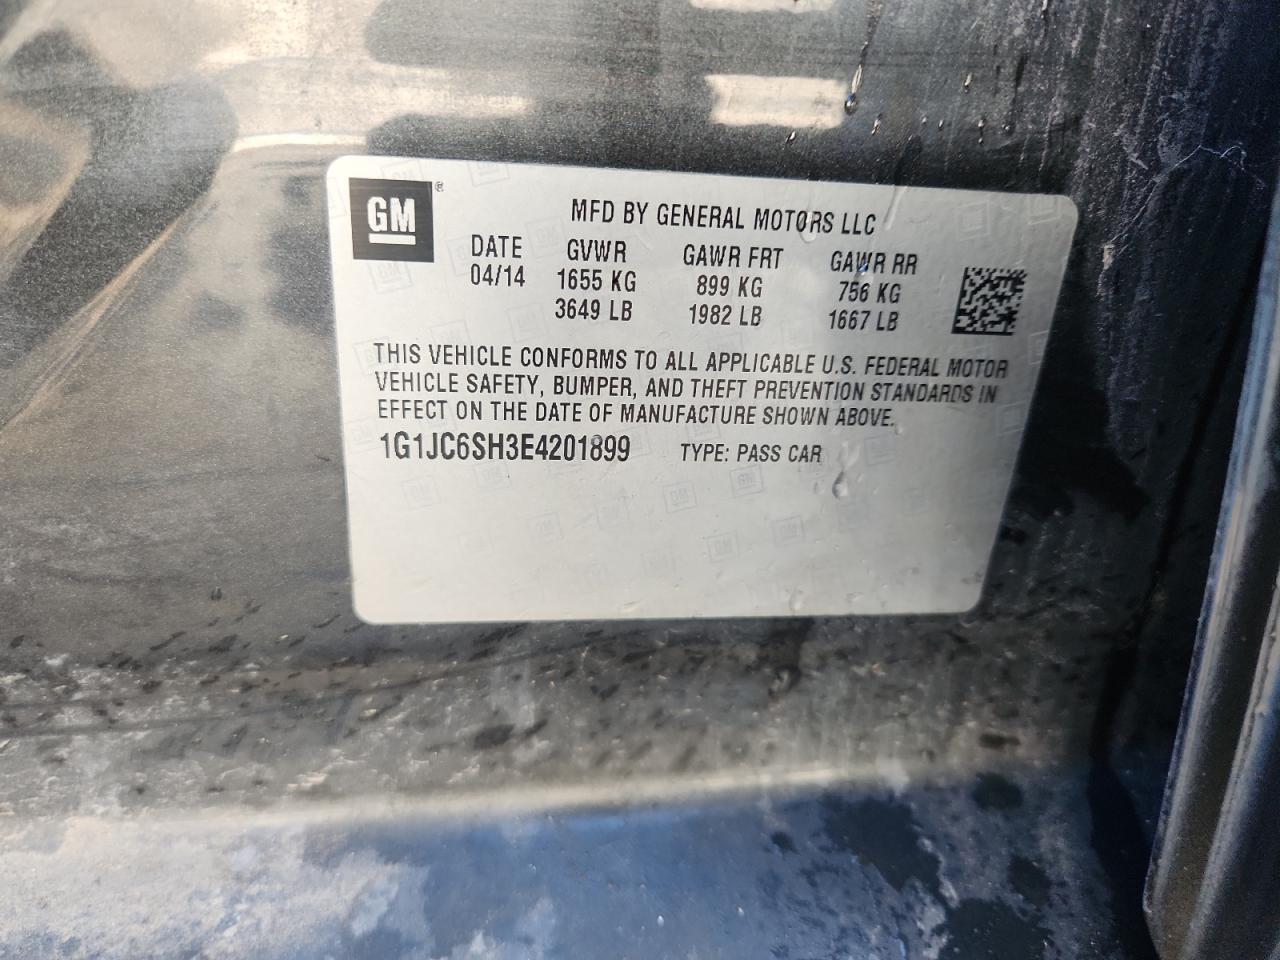 GM ®
MFD BY GENERAL MOTORS LLC
DATE GVWR GAWR FRT GAWR RR
04/14 1655 KG 899 KG 756 KG
3649 LB 1982 LB 1667 LB
THIS VEHICLE CONFORMS TO ALL APPLICABLE U.S. FEDERAL MOTOR
VEHICLE SAFETY, BUMPER, AND THEFT PREVENTION STANDARDS IN
EFFECT ON THE DATE OF MANUFACTURE SHOWN ABOVE.
1G1JC6SH3E4201899 TYPE: PASS CAR